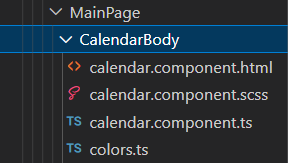 MainPage
CalendarBody
<> calendar.component.html
calendar.component.scss
TS calendar.component.ts
TS colors.ts